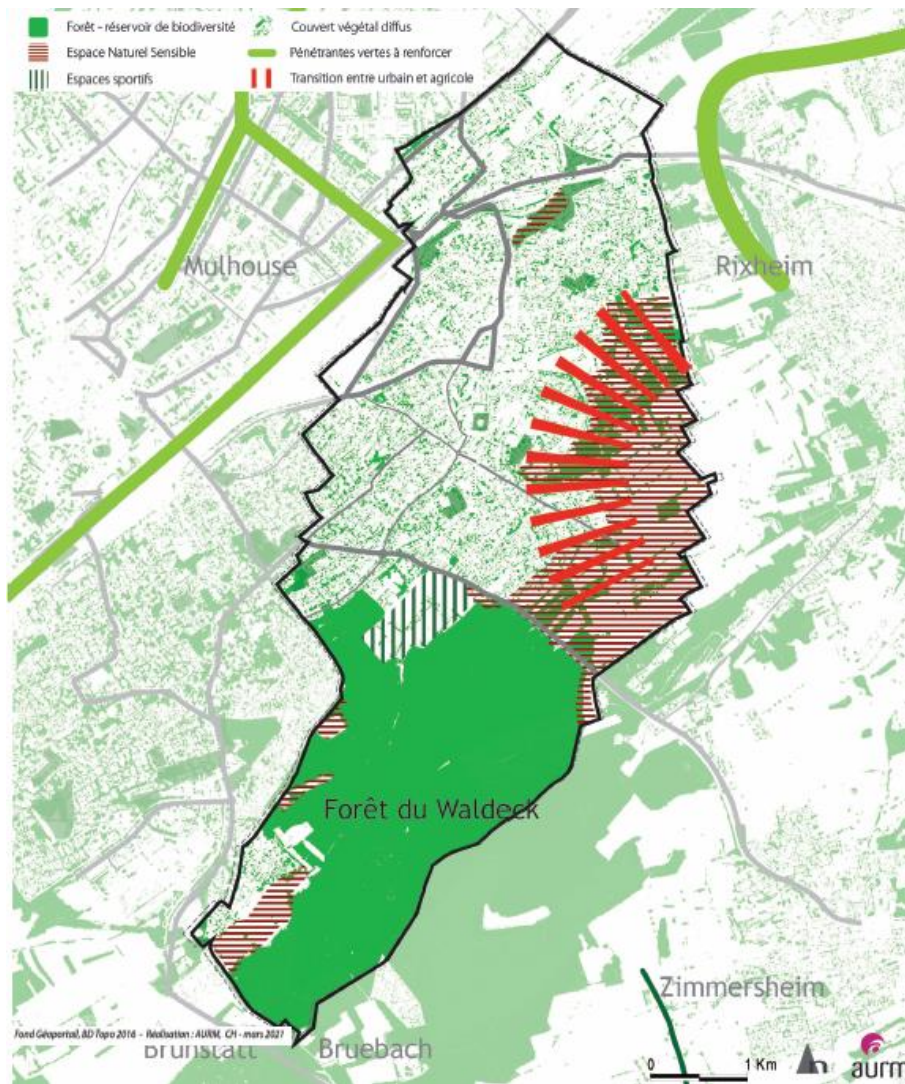 Forêt - réservoir de biodiversité
Couvert végétal diffus
Espace Naturel Sensible
Pénétrantes vertes à renforcer
Espaces sportifs
Transition entre urbain et agricole
Mulhouse
Rixheim
Forêt du Waldeck
Zimmersheim
Fond Géoportail, BD Topo 2016 - Réalisation : AURM, CH - mars 2021
Brunstatt
Bruebach
0
1 Km
n
aurm